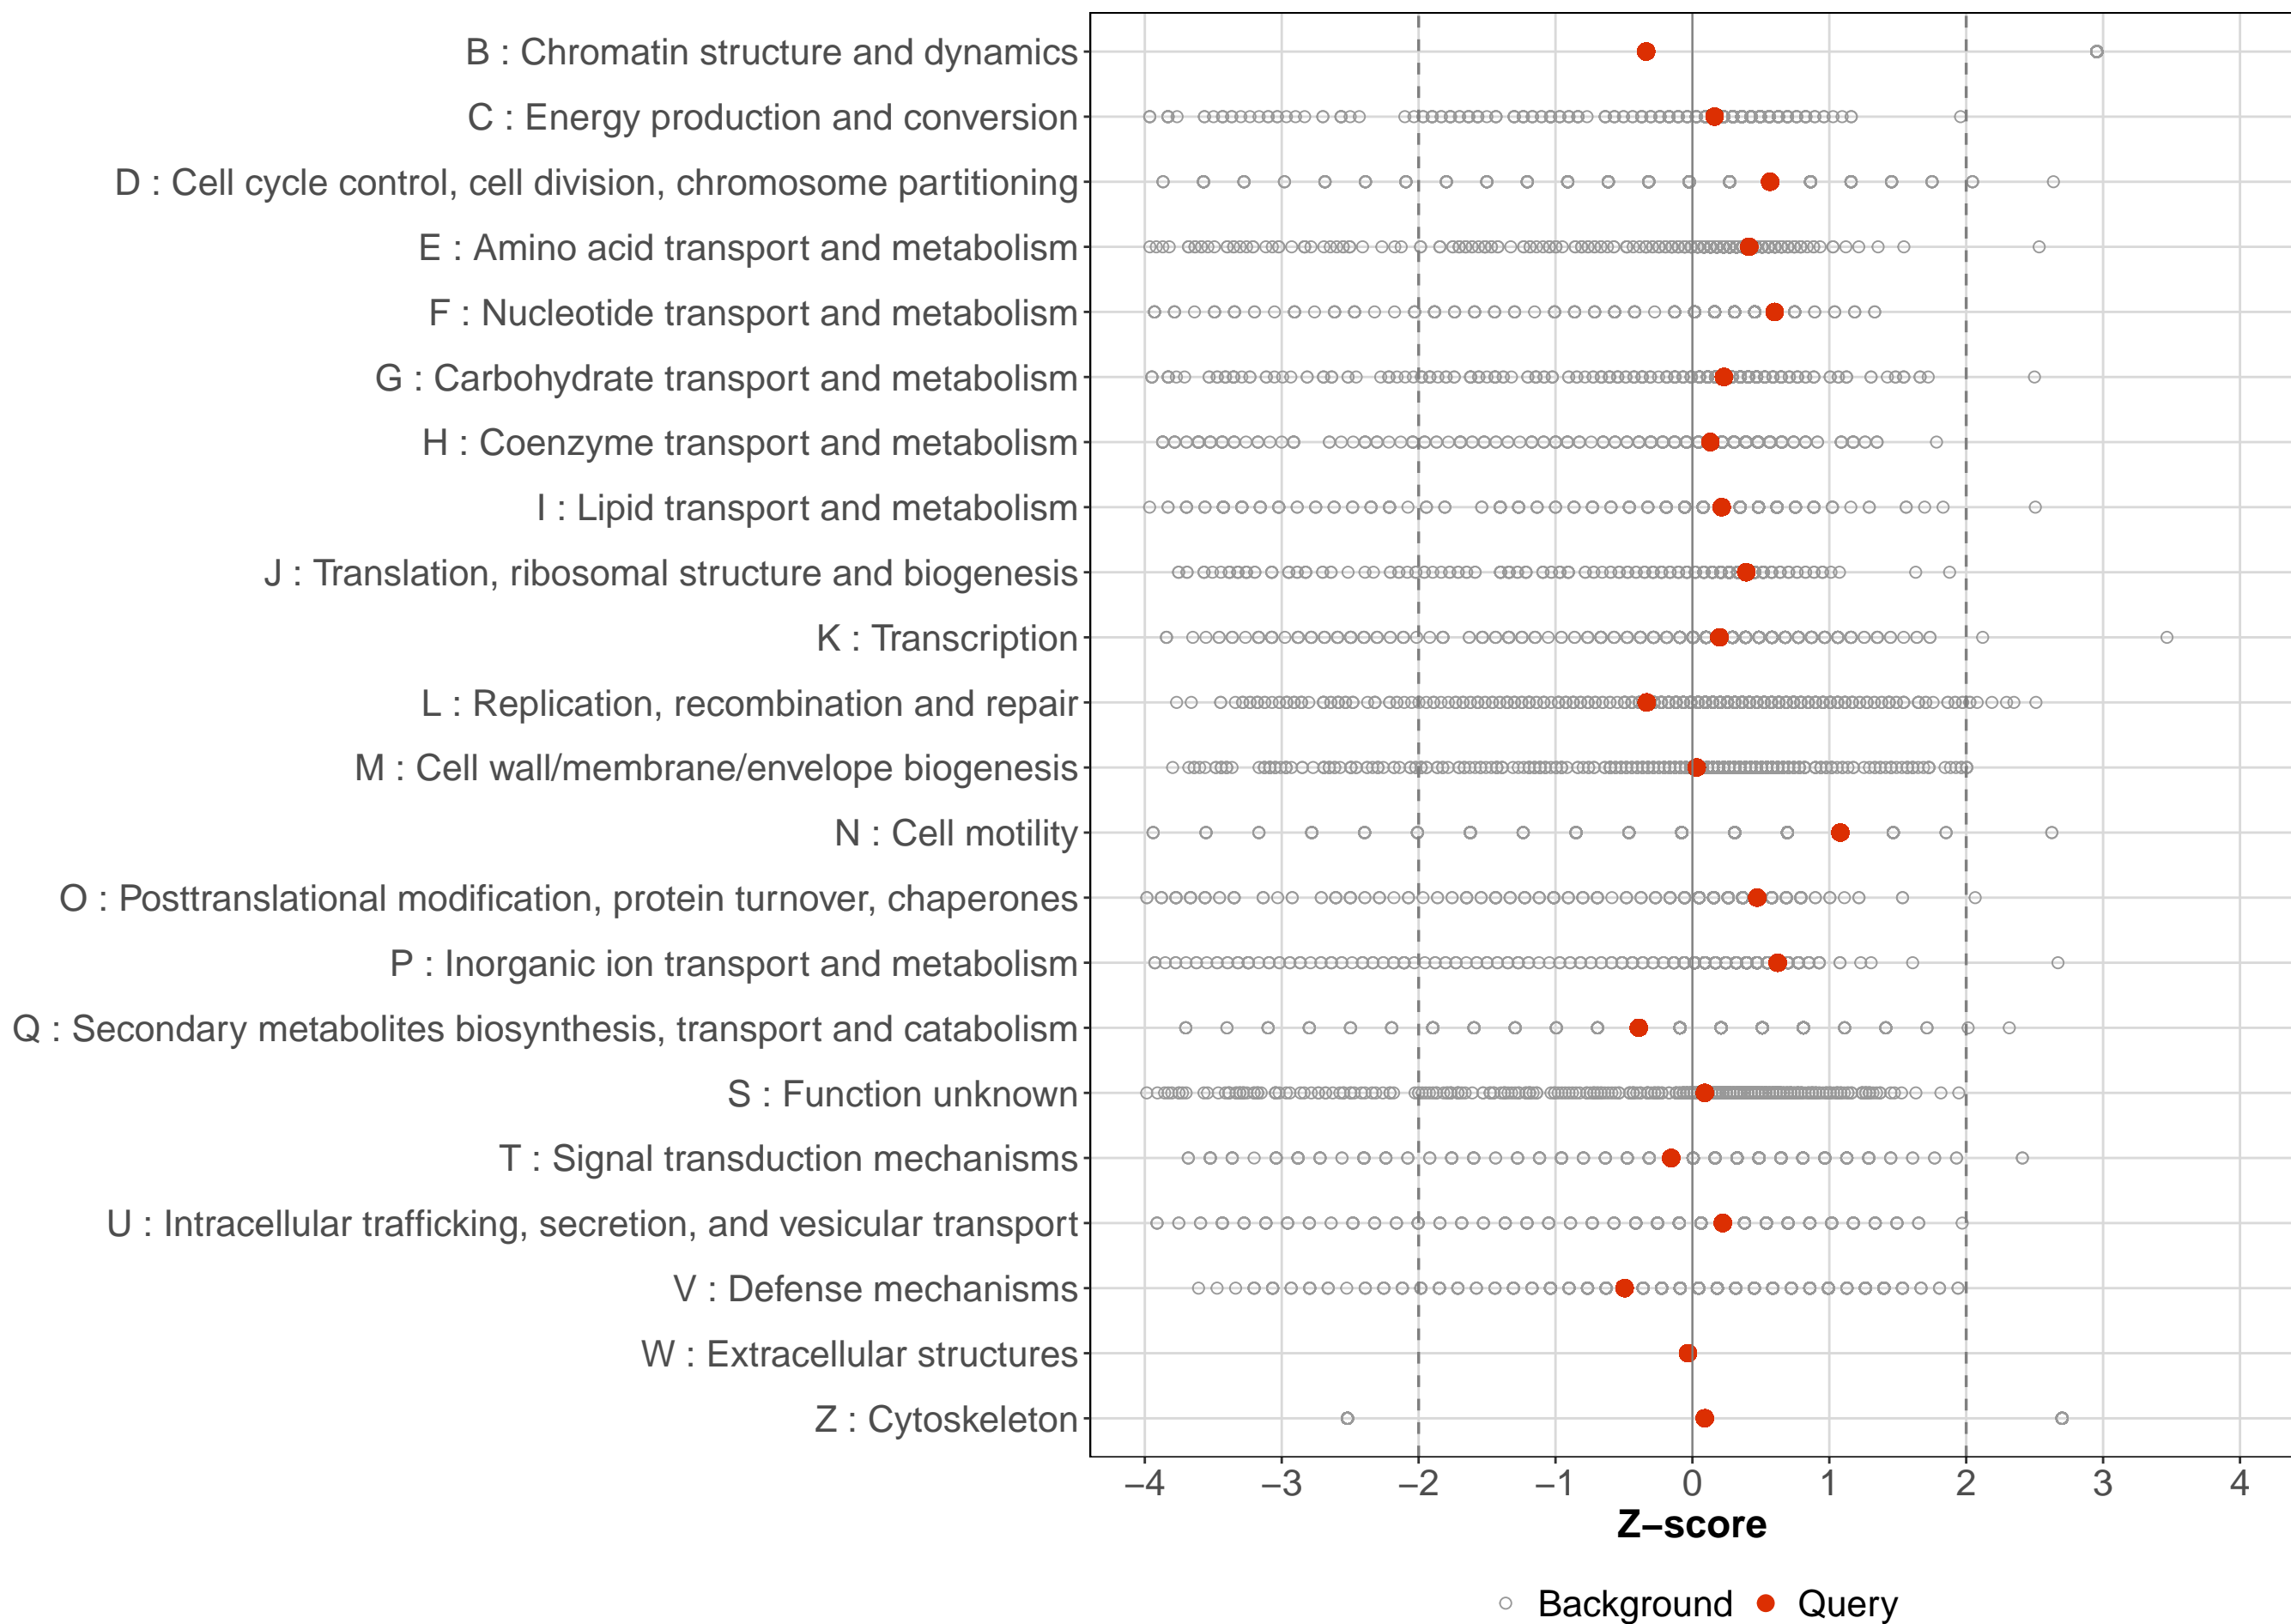 B : Chromatin structure and dynamics
C : Energy production and conversion
D : Cell cycle control, cell division, chromosome partitioning
E : Amino acid transport and metabolism
F : Nucleotide transport and metabolism
G : Carbohydrate transport and metabolism
H : Coenzyme transport and metabolism
I : Lipid transport and metabolism
J : Translation, ribosomal structure and biogenesis
K : Transcription
L : Replication, recombination and repair
M : Cell wall/membrane/envelope biogenesis
N : Cell motility
O : Posttranslational modification, protein turnover, chaperones
P : Inorganic ion transport and metabolism
Q : Secondary metabolites biosynthesis, transport and catabolism
S : Function unknown
T : Signal transduction mechanisms
U : Intracellular trafficking, secretion, and vesicular transport
V : Defense mechanisms
W : Extracellular structures
Z : Cytoskeleton
−4 −3 −2 −1 0 1 2 3 4
Z−score
Background Query